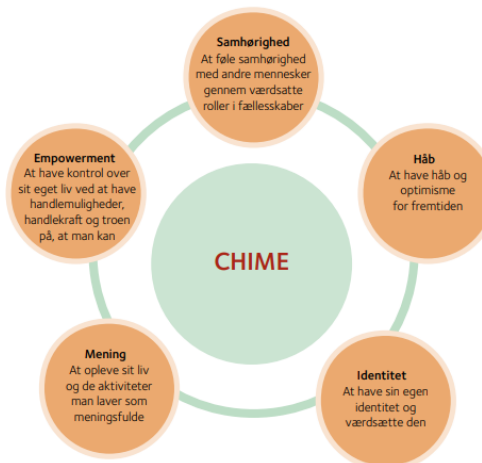 Samhørighed
At føle samhørighed
med andre mennesker
gennem værdsatte
roller i fællesskaber
Håb
At have håb og
optimisme
for fremtiden
Identitet
At have sin egen
identitet og
værdsætte den
Mening
At opleve sit liv
og de aktiviteter
man laver som
meningsfulde
Empowerment
At have kontrol over
sit eget liv ved at have
handlemuligheder,
handlekraft og troen
på, at man kan
CHIME